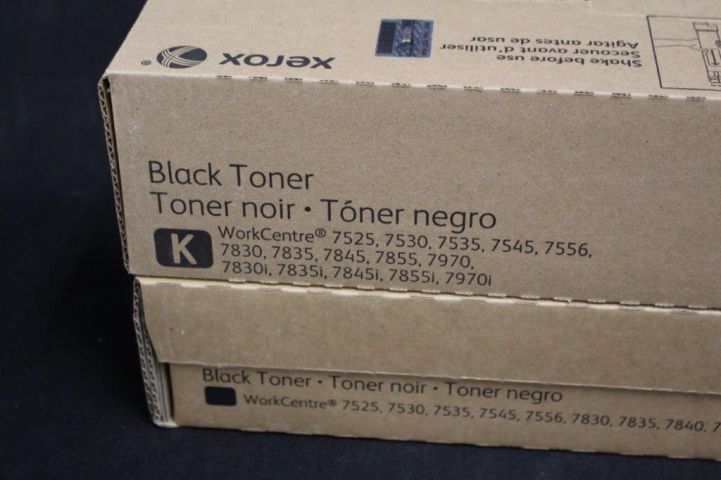 xerox®
Shake before use
Secouer avant d'utiliser
Agitar antes de usar
Black Toner
Toner noir • Tóner negro
K
WorkCentre® 7525, 7530, 7535, 7545, 7556,
7830, 7835, 7845, 7855, 7970,
7830i, 7835i, 7845i, 7855i, 7970i
Black Toner • Toner noir • Toner negro
WorkCentre® 7525, 7530, 7535, 7545, 7556, 7830, 7835, 7840, 7